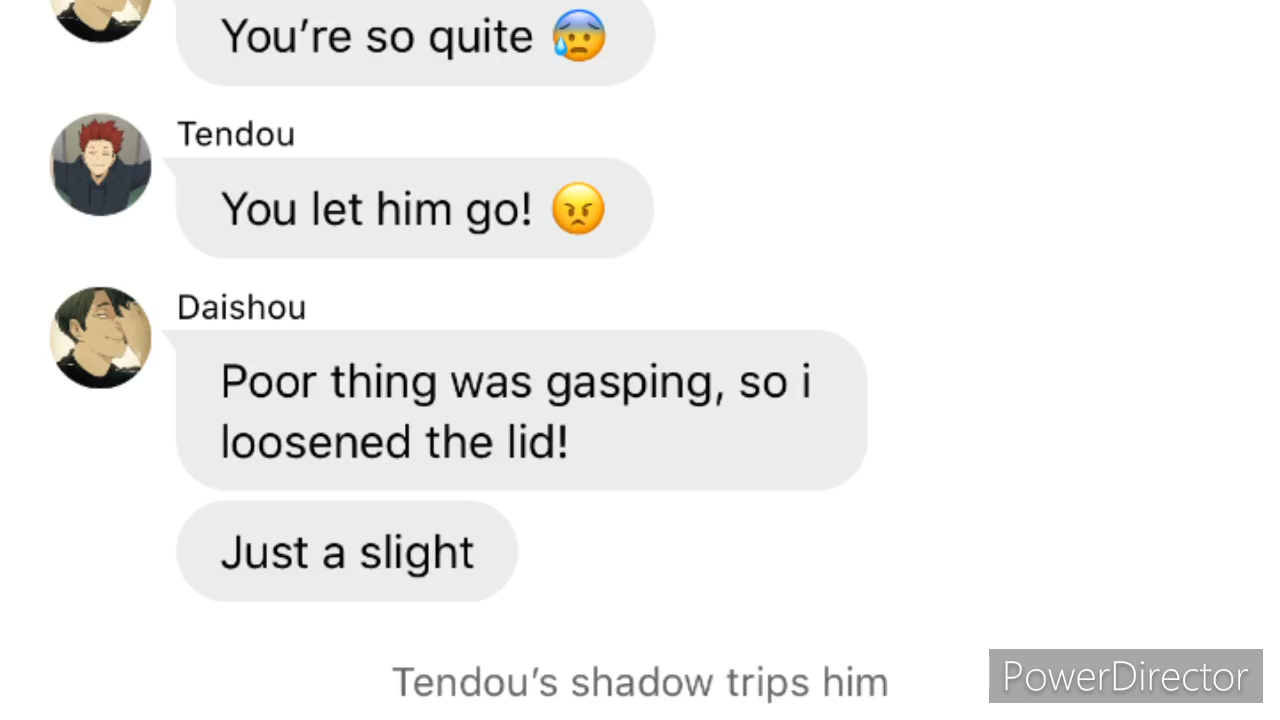 You’re so quite 😰
Tendou
You let him go! 😠
Daishou
Poor thing was gasping, so i
loosened the lid!
Just a slight
Tendou’s shadow trips him
PowerDirector